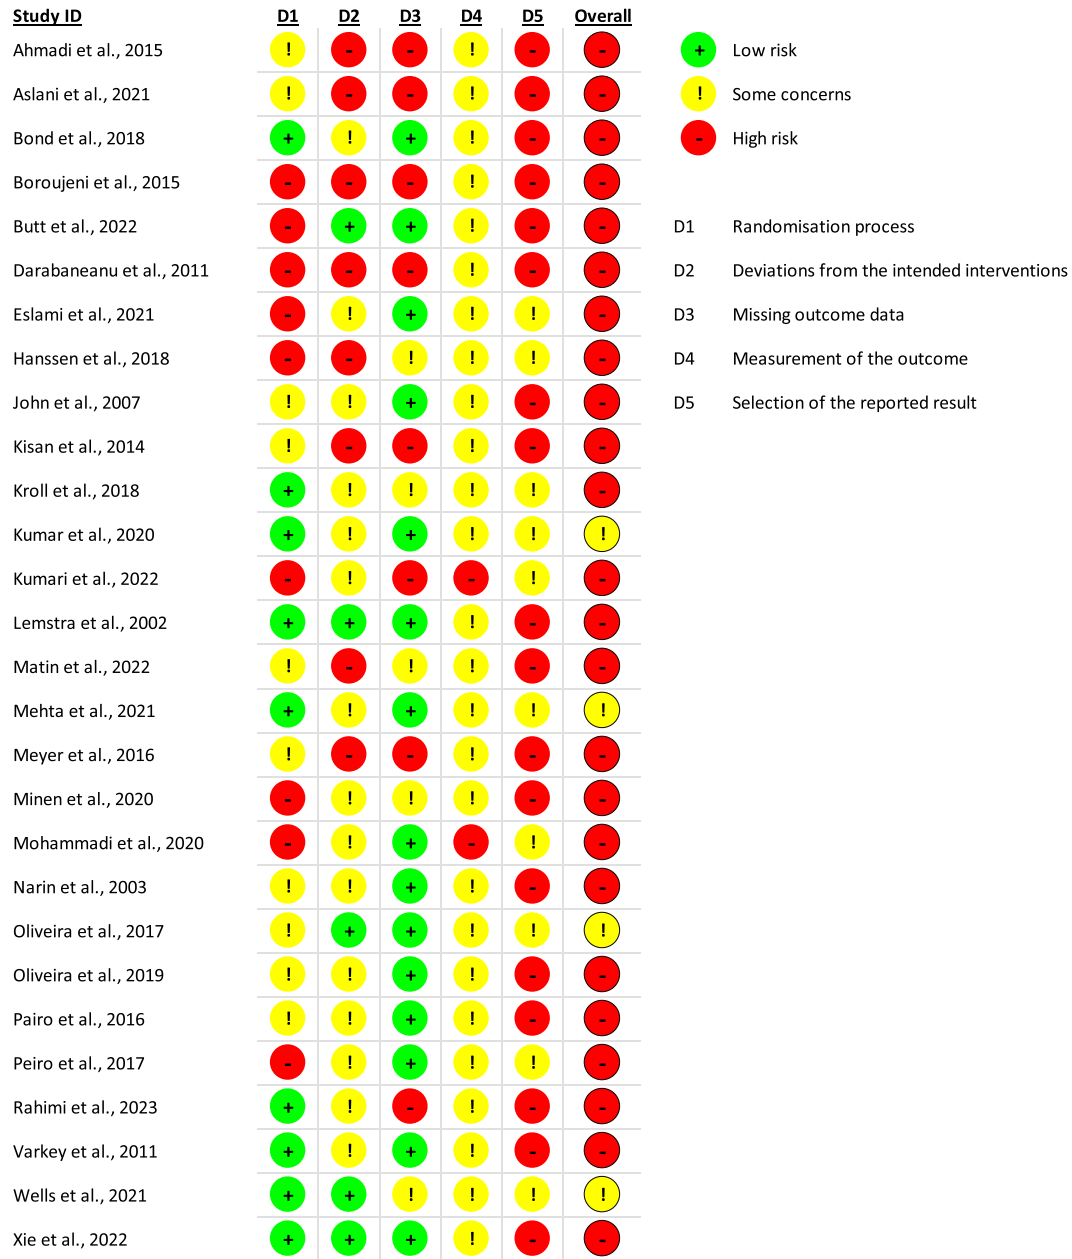 Study ID D1 D2 D3 D4 D5 Overall
Ahmadi et al., 2015 ! - - ! - - + Low risk
Aslani et al., 2021 ! - - ! - - ! Some concerns
Bond et al., 2018 + ! + ! - - - High risk
Boroujeni et al., 2015 - - - ! - -
Butt et al., 2022 - + + ! - - D1 Randomisation process
Darabaneanu et al., 2011 - - - ! - - D2 Deviations from the intended interventions
Eslami et al., 2021 - ! + ! ! - D3 Missing outcome data
Hanssen et al., 2018 - - ! ! ! - D4 Measurement of the outcome
John et al., 2007 ! ! + ! - - D5 Selection of the reported result
Kisan et al., 2014 ! - - ! - -
Kroll et al., 2018 + ! ! ! ! -
Kumar et al., 2020 + ! + ! ! !
Kumari et al., 2022 - ! - - ! -
Lemstra et al., 2002 + + + ! - -
Matin et al., 2022 ! - ! ! - -
Mehta et al., 2021 + ! + ! ! !
Meyer et al., 2016 ! - - ! - -
Minen et al., 2020 - ! ! ! - -
Mohammadi et al., 2020 - ! + - ! -
Narin et al., 2003 ! ! + ! - -
Oliveira et al., 2017 ! + + ! ! !
Oliveira et al., 2019 ! ! + ! - -
Pairo et al., 2016 ! ! + ! - -
Peiro et al., 2017 - ! + ! ! -
Rahimi et al., 2023 + ! - ! - -
Varkey et al., 2011 + ! + ! - -
Wells et al., 2021 + + ! ! ! !
Xie et al., 2022 + + + ! - -